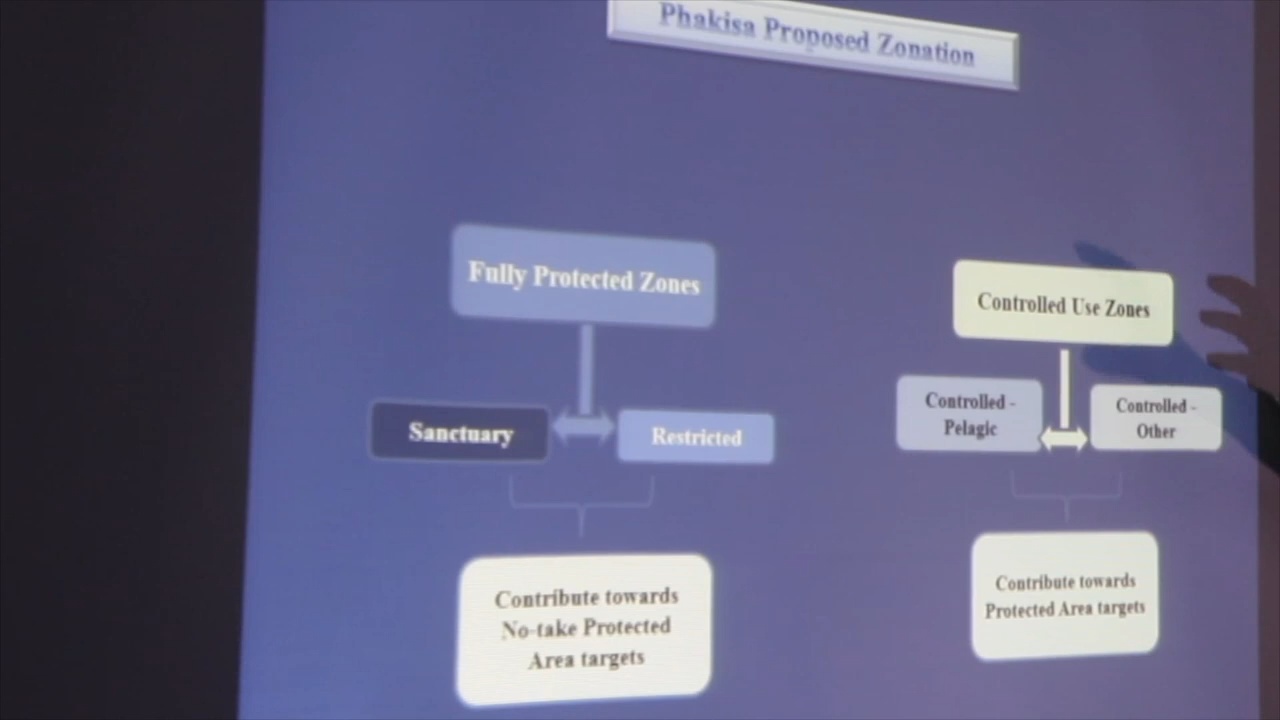 Phakisa Proposed Zonation
Fully Protected Zones
Sanctuary
Restricted
Contribute towards
No-take Protected
Area targets
Controlled Use Zones
Controlled -
Pelagic
Controlled -
Other
Contribute towards
Protected Area targets